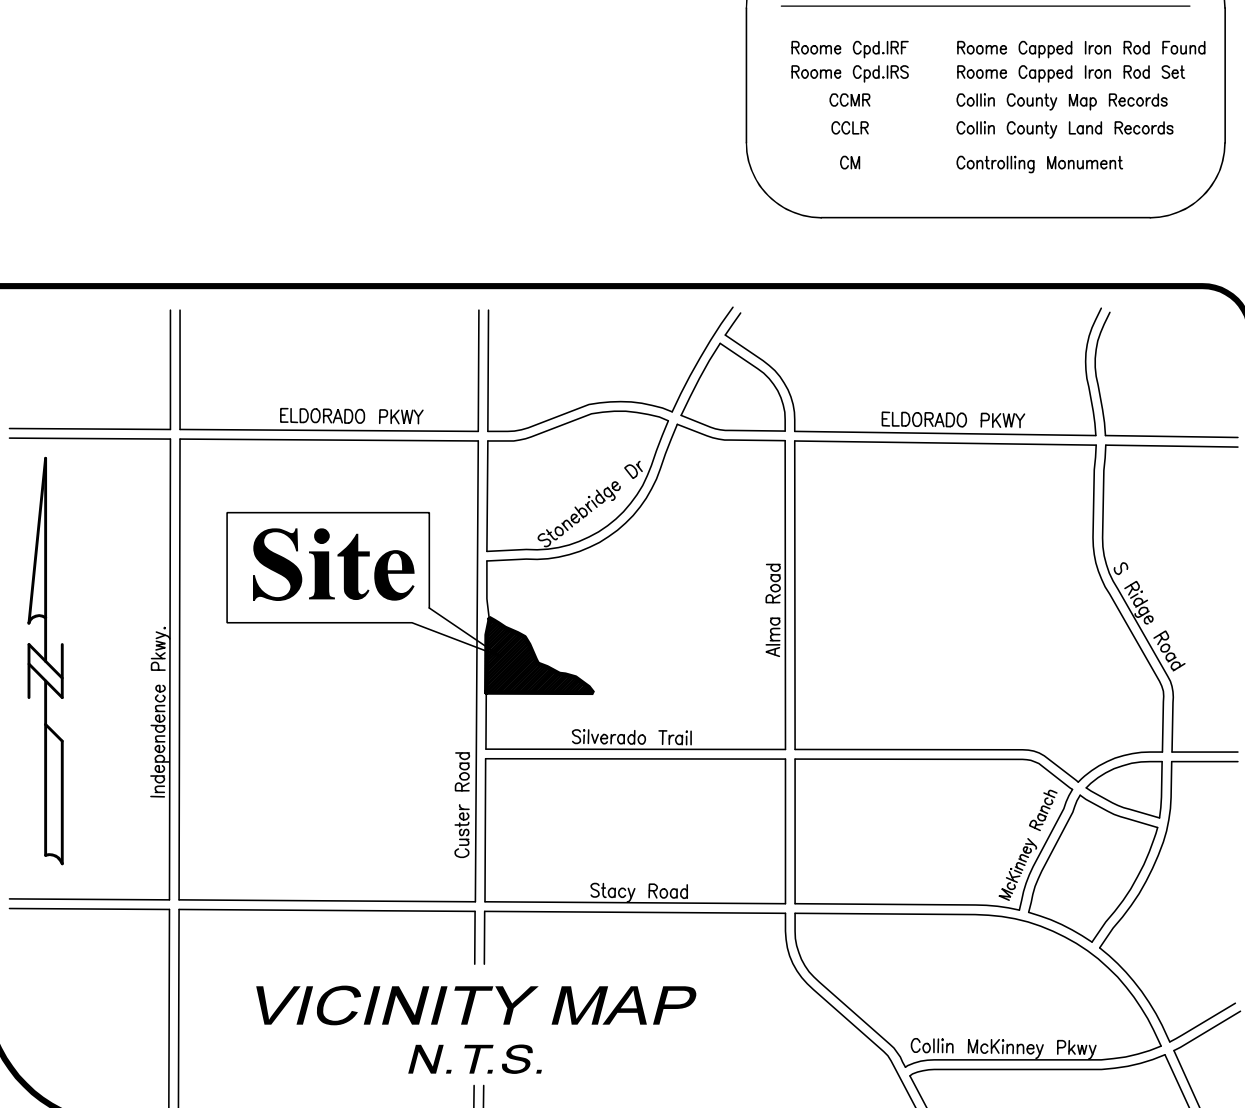 Roome Cpd.IRF Roome Capped Iron Rod Found
Roome Cpd.IRS Roome Capped Iron Rod Set
CCMR Collin County Map Records
CCLR Collin County Land Records
CM Controlling Monument
ELDORADO PKWY
ELDORADO PKWY
Stonebridge Dr
Site
Alma Road
S Ridge Road
N
Independence Pkwy.
Silverado Trail
Custer Road
McKinney Ranch
Stacy Road
VICINITY MAP
N.T.S.
Collin McKinney Pkwy